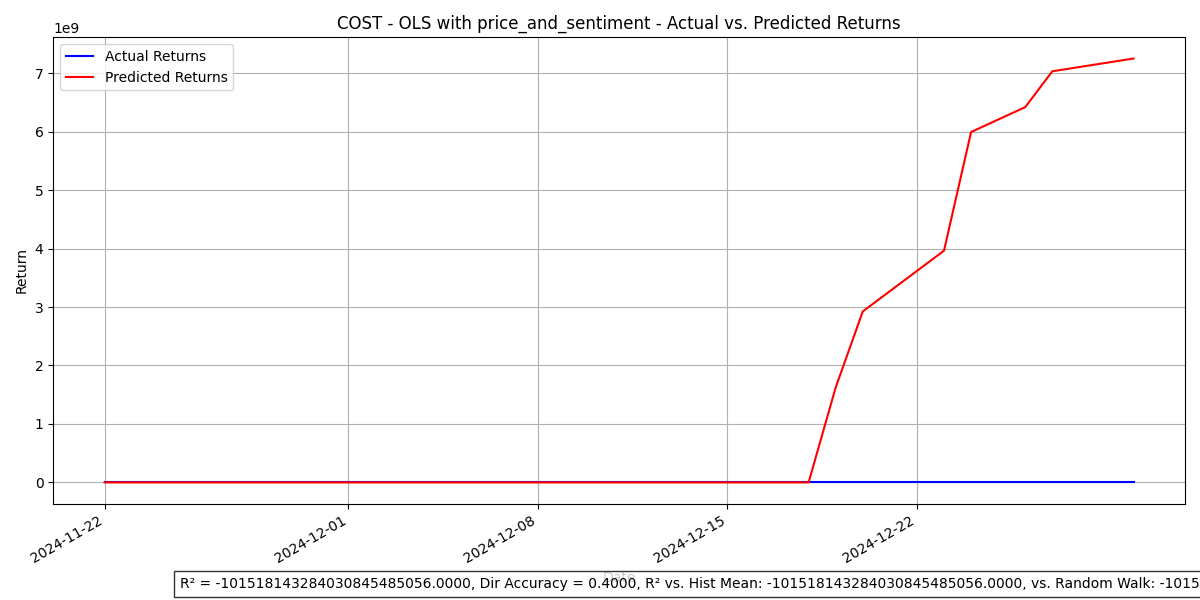 COST - OLS with price_and_sentiment - Actual vs. Predicted Returns
1e9
Actual Returns
Predicted Returns
7
6
5
4
3
2
1
0
Return
2024-11-22
2024-12-01
2024-12-08
2024-12-15
2024-12-22
Date
R² = -101518143284030845485056.0000, Dir Accuracy = 0.4000, R² vs. Hist Mean: -101518143284030845485056.0000, vs. Random Walk: -1015